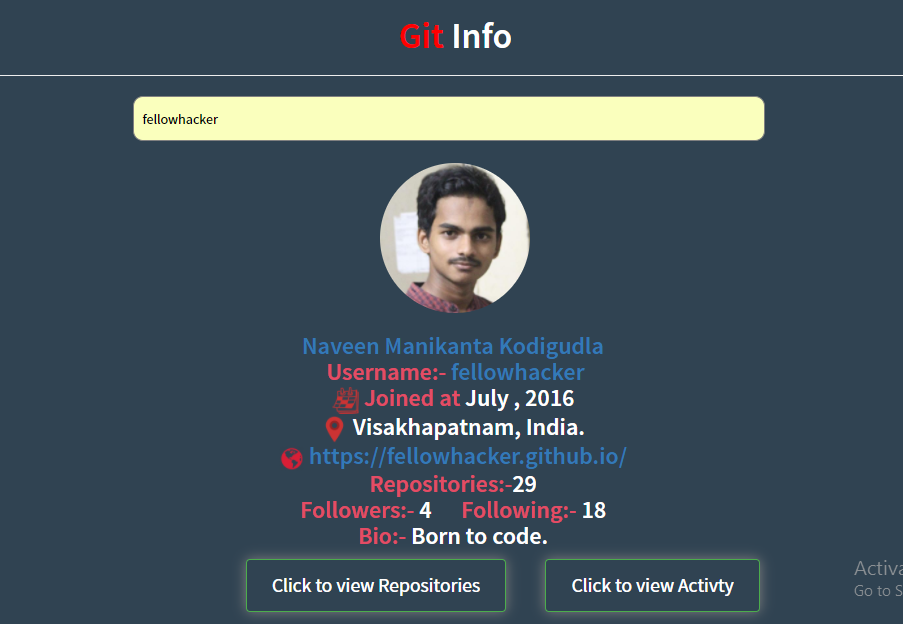 Git Info
fellowhacker
Naveen Manikanta Kodigudla
Username:- fellowhacker
Joined at July , 2016
Visakhapatnam, India.
https://fellowhacker.github.io/
Repositories:-29
Followers:- 4 Following:- 18
Bio:- Born to code.
Click to view Repositories Click to view Activty
Activa
Go to S